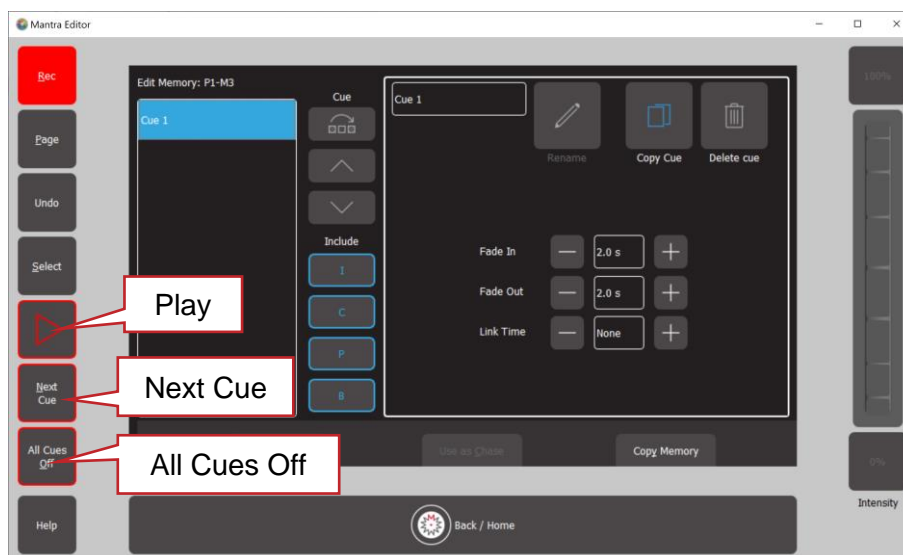 Mantra Editor
Rec
Page
Undo
Select
Next
Cue
All Cues
Off
Help
Play
Next Cue
All Cues Off
Edit Memory: P1-M3
Cue 1
Cue
Include
I
C
P
B
Cue 1
Rename
Copy Cue
Delete cue
Fade In
2.0 s
Fade Out
2.0 s
Link Time
None
Use as Chase
Copy Memory
Back / Home
100%
0%
Intensity